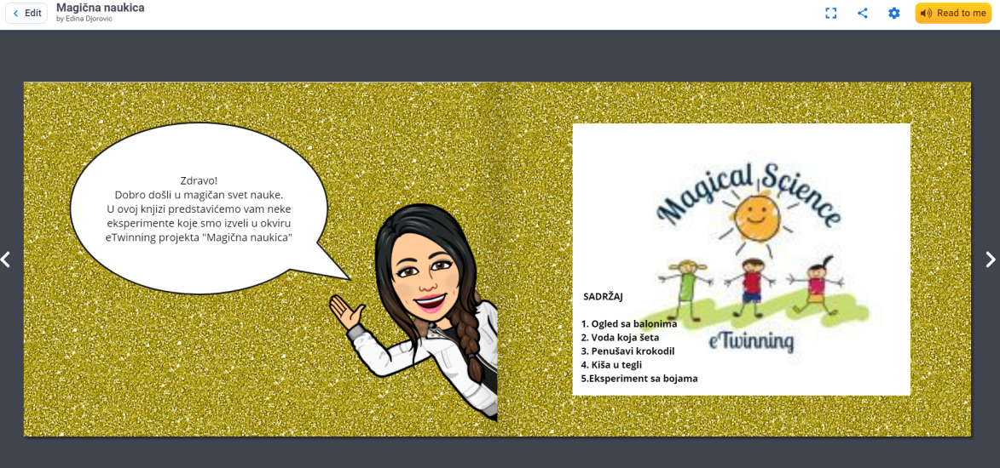 Edit
Magična naukica
by Edina Djorovic
Read to me
Zdravo!
Dobro došli u magičan svet nauke.
U ovoj knjizi predstavićemo vam neke
eksperimente koje smo izveli u okviru
eTwinning projekta "Magična naukica"
Magical Science
SADRŽAJ
1. Ogled sa balonima
2. Voda koja šeta
3. Penušavi krokodil
4. Kiša u tegli
5.Eksperiment sa bojama
eTwinning